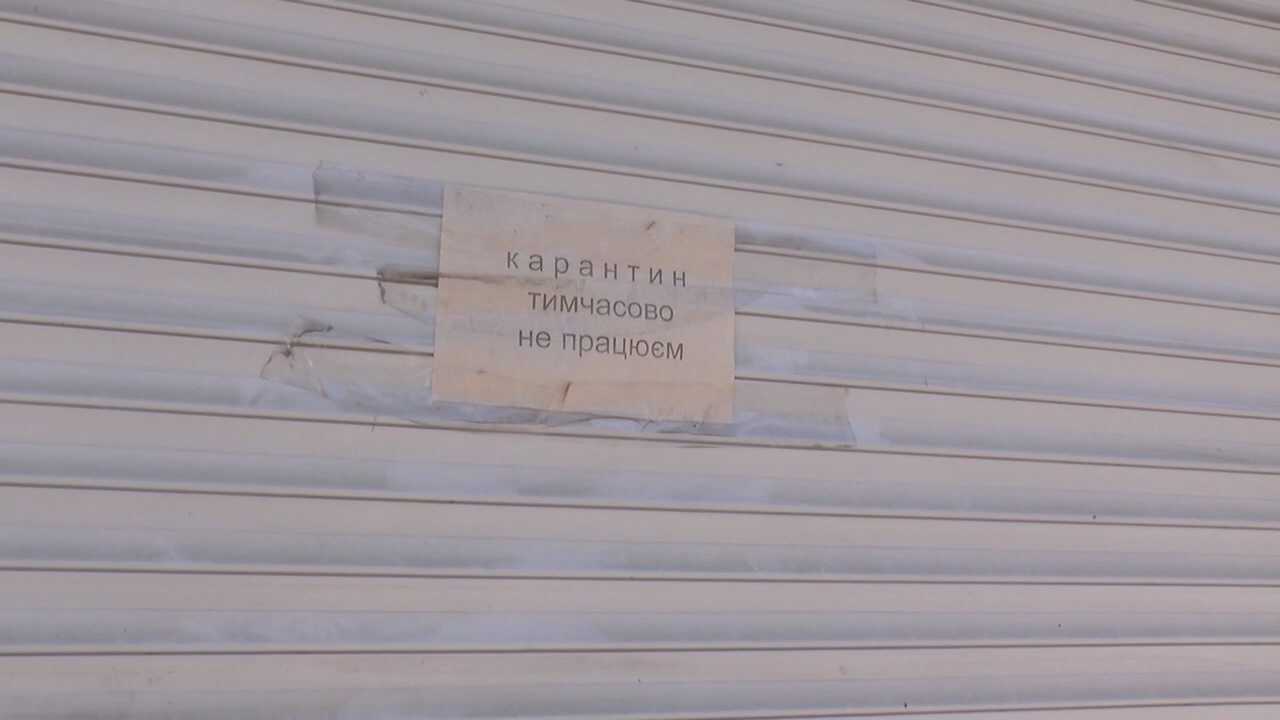 карантин
тимчасово
не працюєм